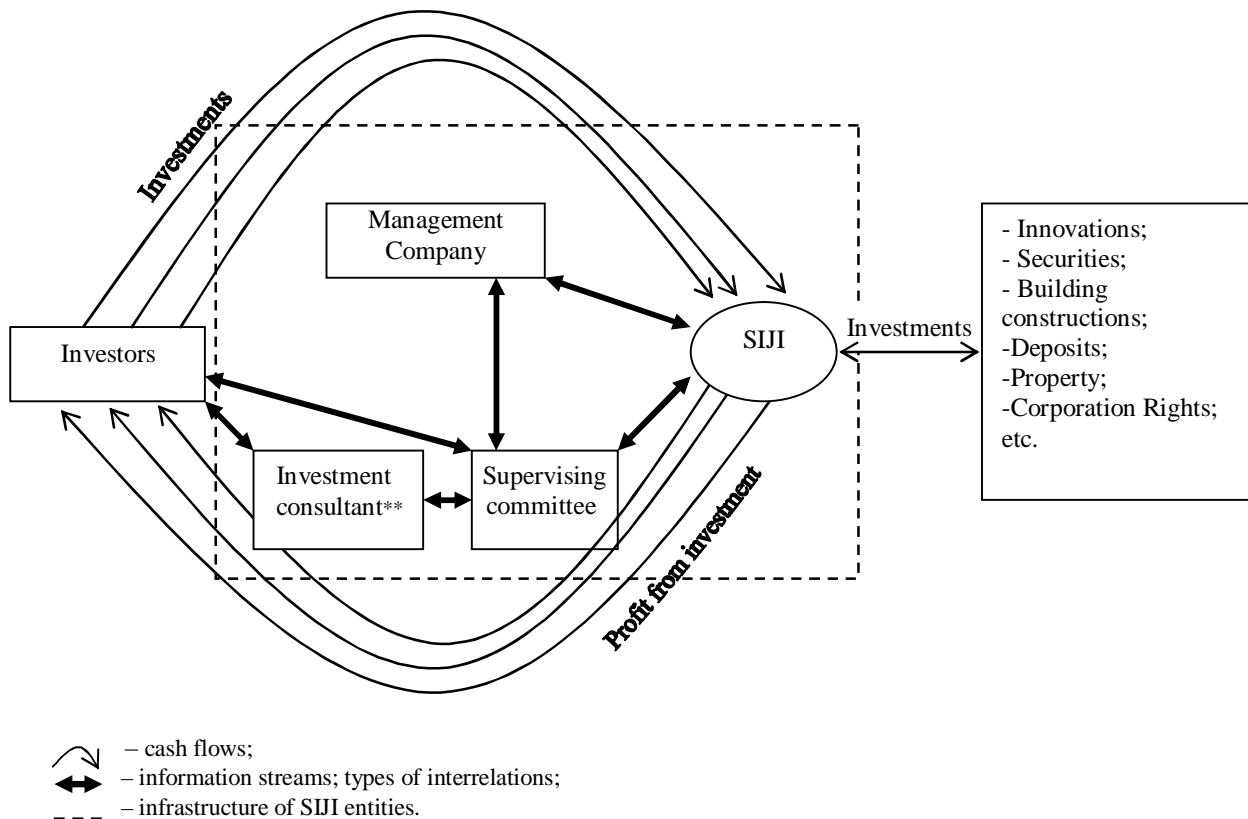 Investments
Management
Company
Investors
SIJI
Investments
- Innovations;
- Securities;
- Building
constructions;
-Deposits;
-Property;
-Corporation Rights;
etc.
Investment
consultant**
Supervising
committee
Profit from investment
– cash flows;
– information streams; types of interrelations;
– infrastructure of SIJI entities.